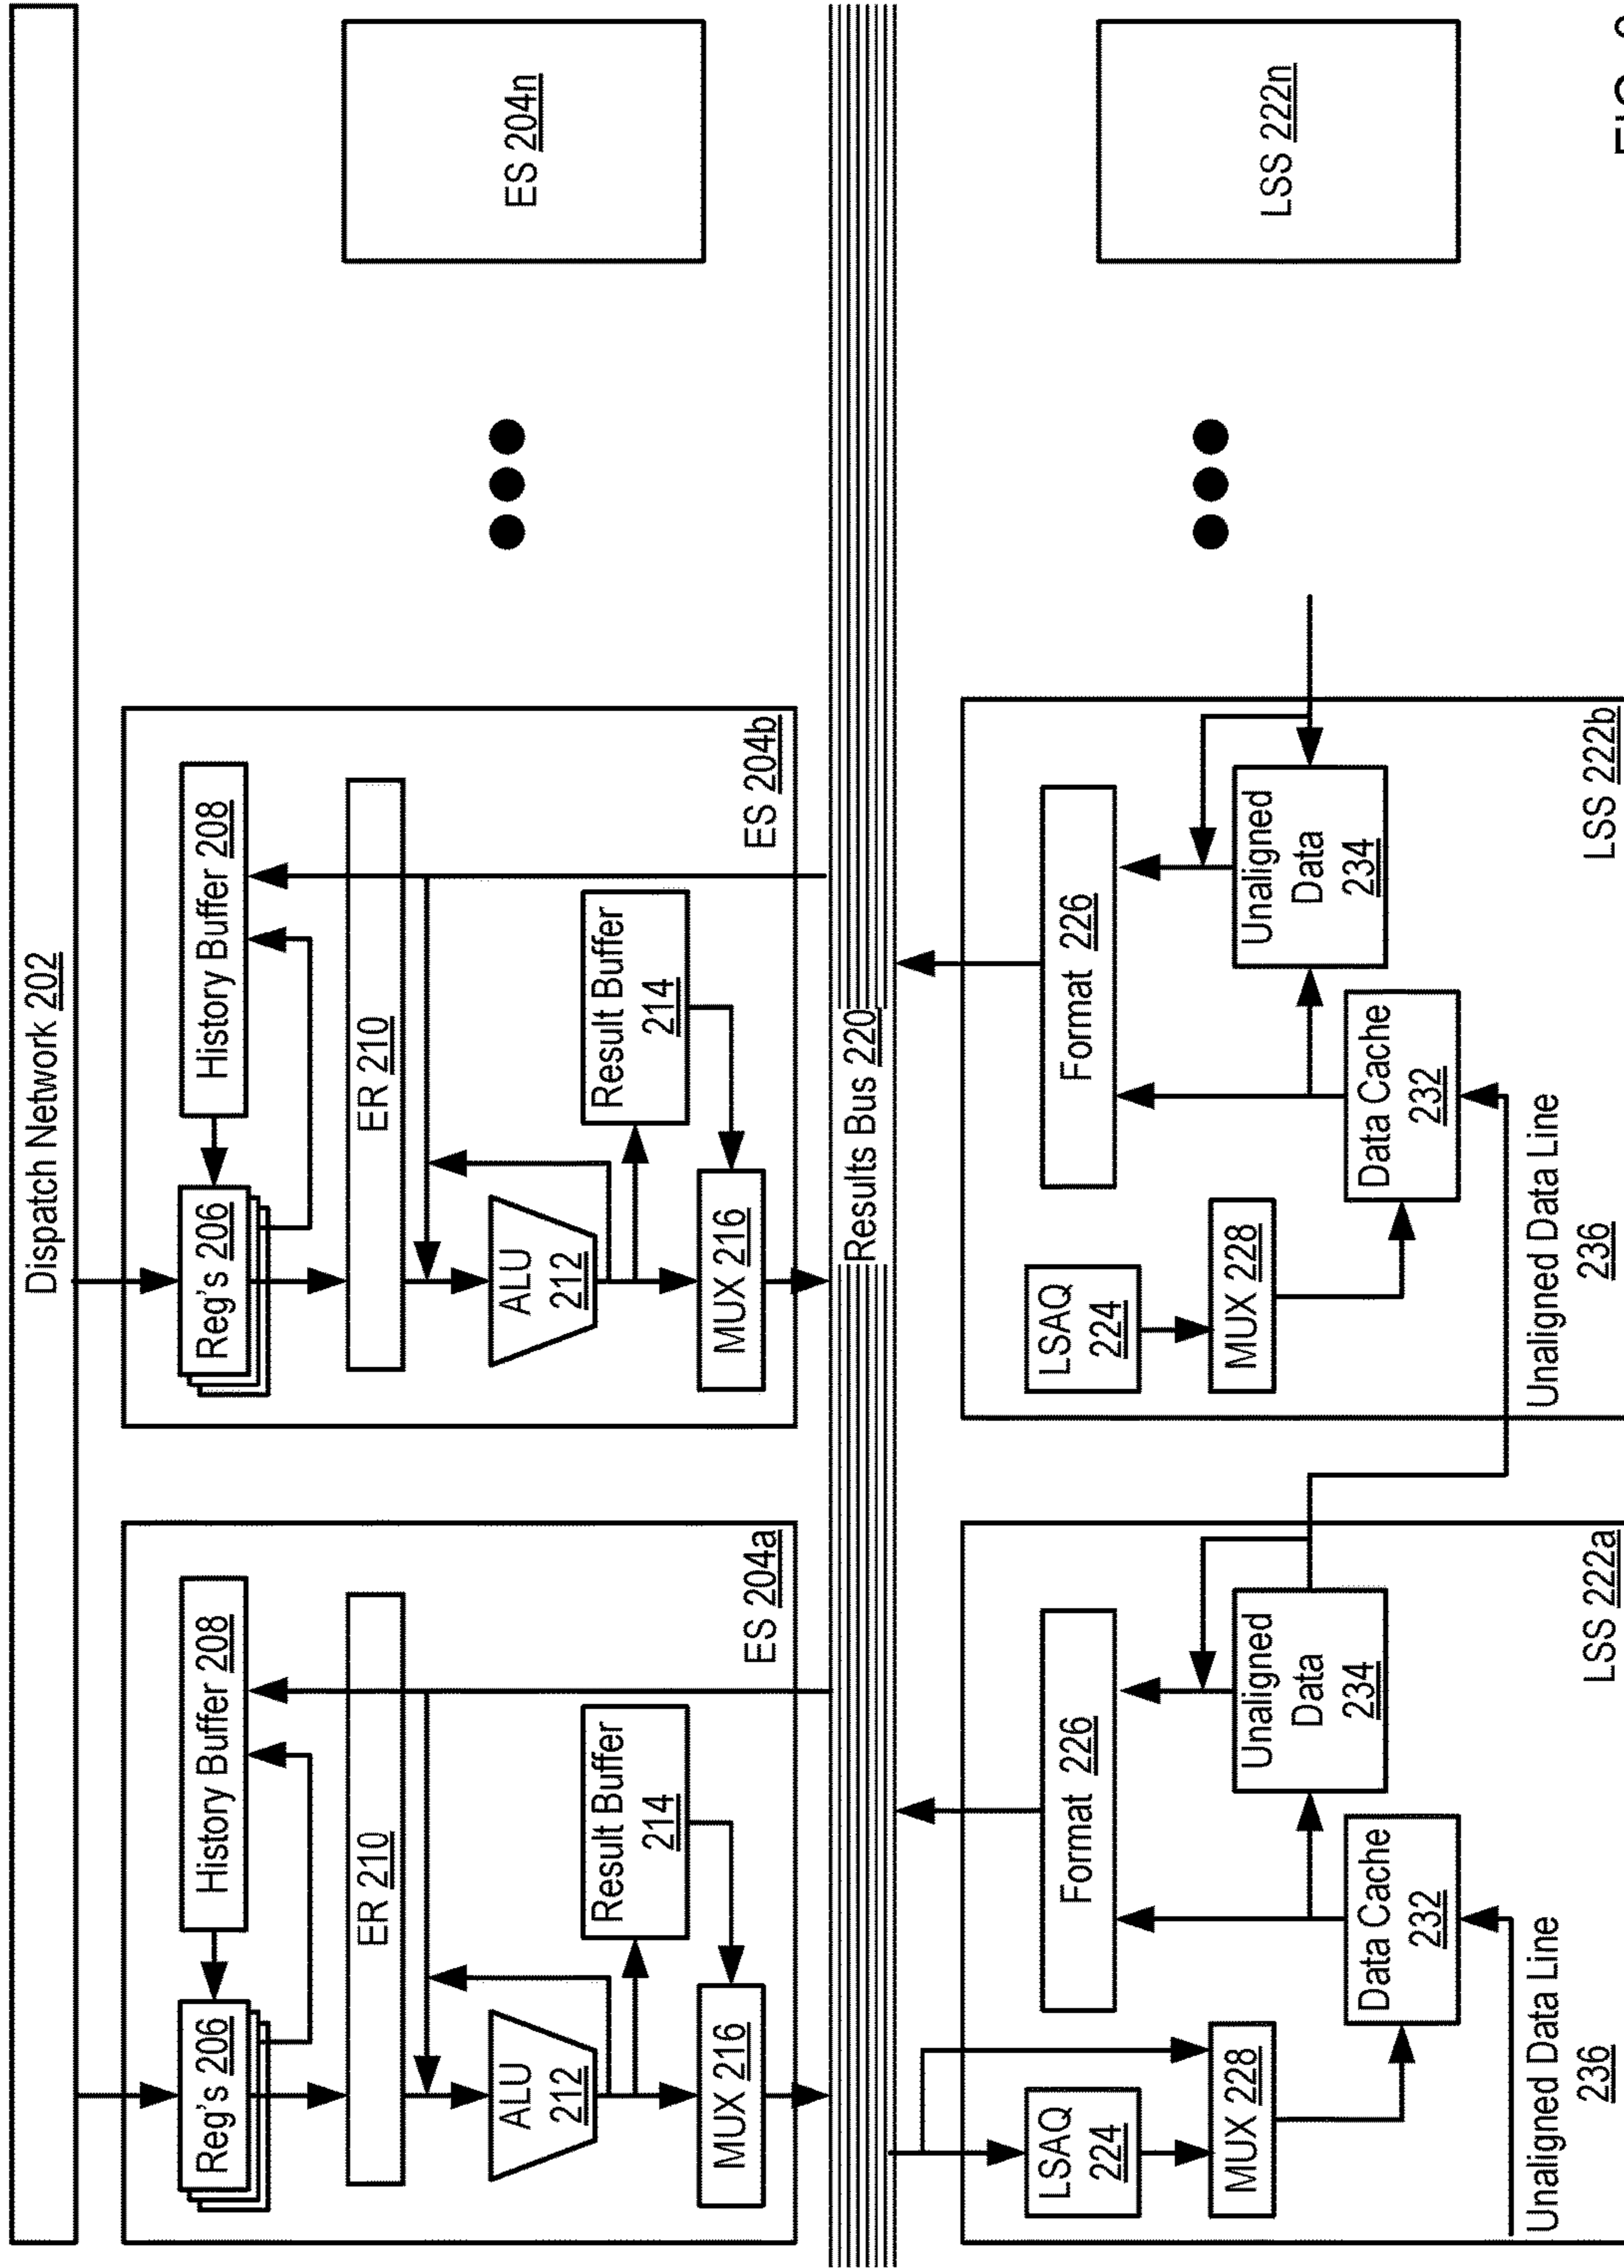 Dispatch Network 202
Reg's 206
History Buffer 208
ER 210
ALU
212
Result Buffer
214
MUX 216
ES 204a
Reg's 206
History Buffer 208
ER 210
ALU
212
Result Buffer
214
MUX 216
ES 204b
ES 204n
Results Bus 220
LSAQ
224
MUX 228
Format 226
Data Cache
232
Unaligned
Data
234
Unaligned Data Line
236
LSS 222a
LSAQ
224
MUX 228
Format 226
Data Cache
232
Unaligned
Data
234
Unaligned Data Line
236
LSS 222b
LSS 222n